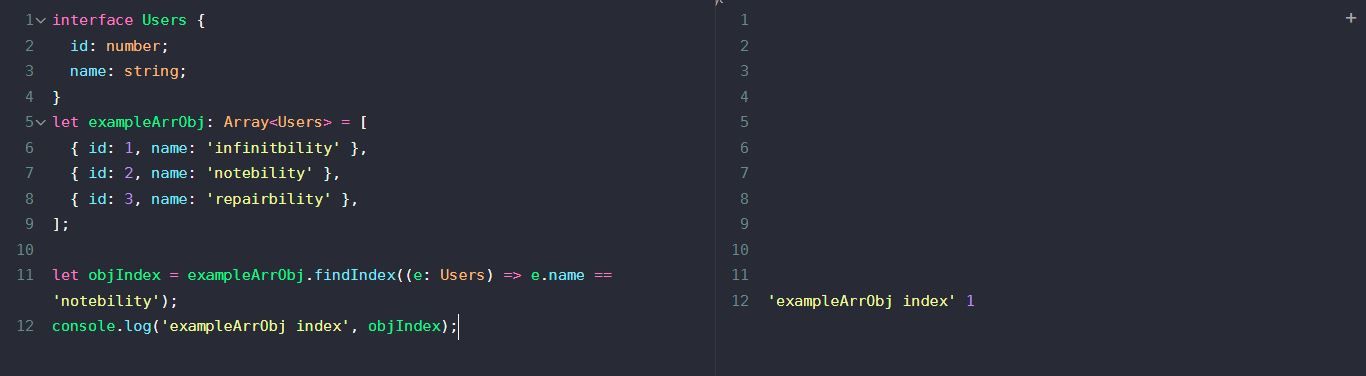 1 interface Users {
2   id: number;
3   name: string;
4 }
5 let exampleArrObj: Array<Users> = [
6   { id: 1, name: 'infinitbility' },
7   { id: 2, name: 'notebility' },
8   { id: 3, name: 'repairbility' },
9 ];
10
11 let objIndex = exampleArrObj.findIndex((e: Users) => e.name ==
'notebility');
12 console.log('exampleArrObj index', objIndex);
1
2
3
4
5
6
7
8
9
10
11
12 'exampleArrObj index' 1
+